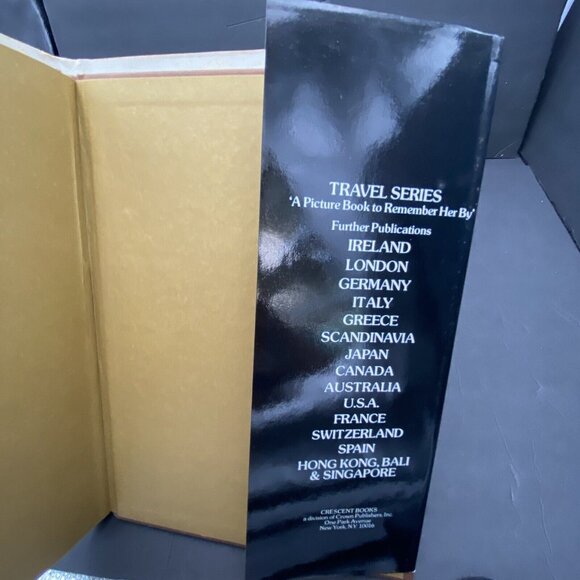 TRAVEL SERIES
'A Picture Book to Remember Her By'
Further Publications
IRELAND
LONDON
GERMANY
ITALY
GREECE
SCANDINAVIA
JAPAN
CANADA
AUSTRALIA
U.S.A.
FRANCE
SWITZERLAND
SPAIN
HONG KONG, BALI
& SINGAPORE
CRESCENT BOOKS
a division of Crown Publishers, Inc.
One Park Avenue
New York, N.Y. 10016